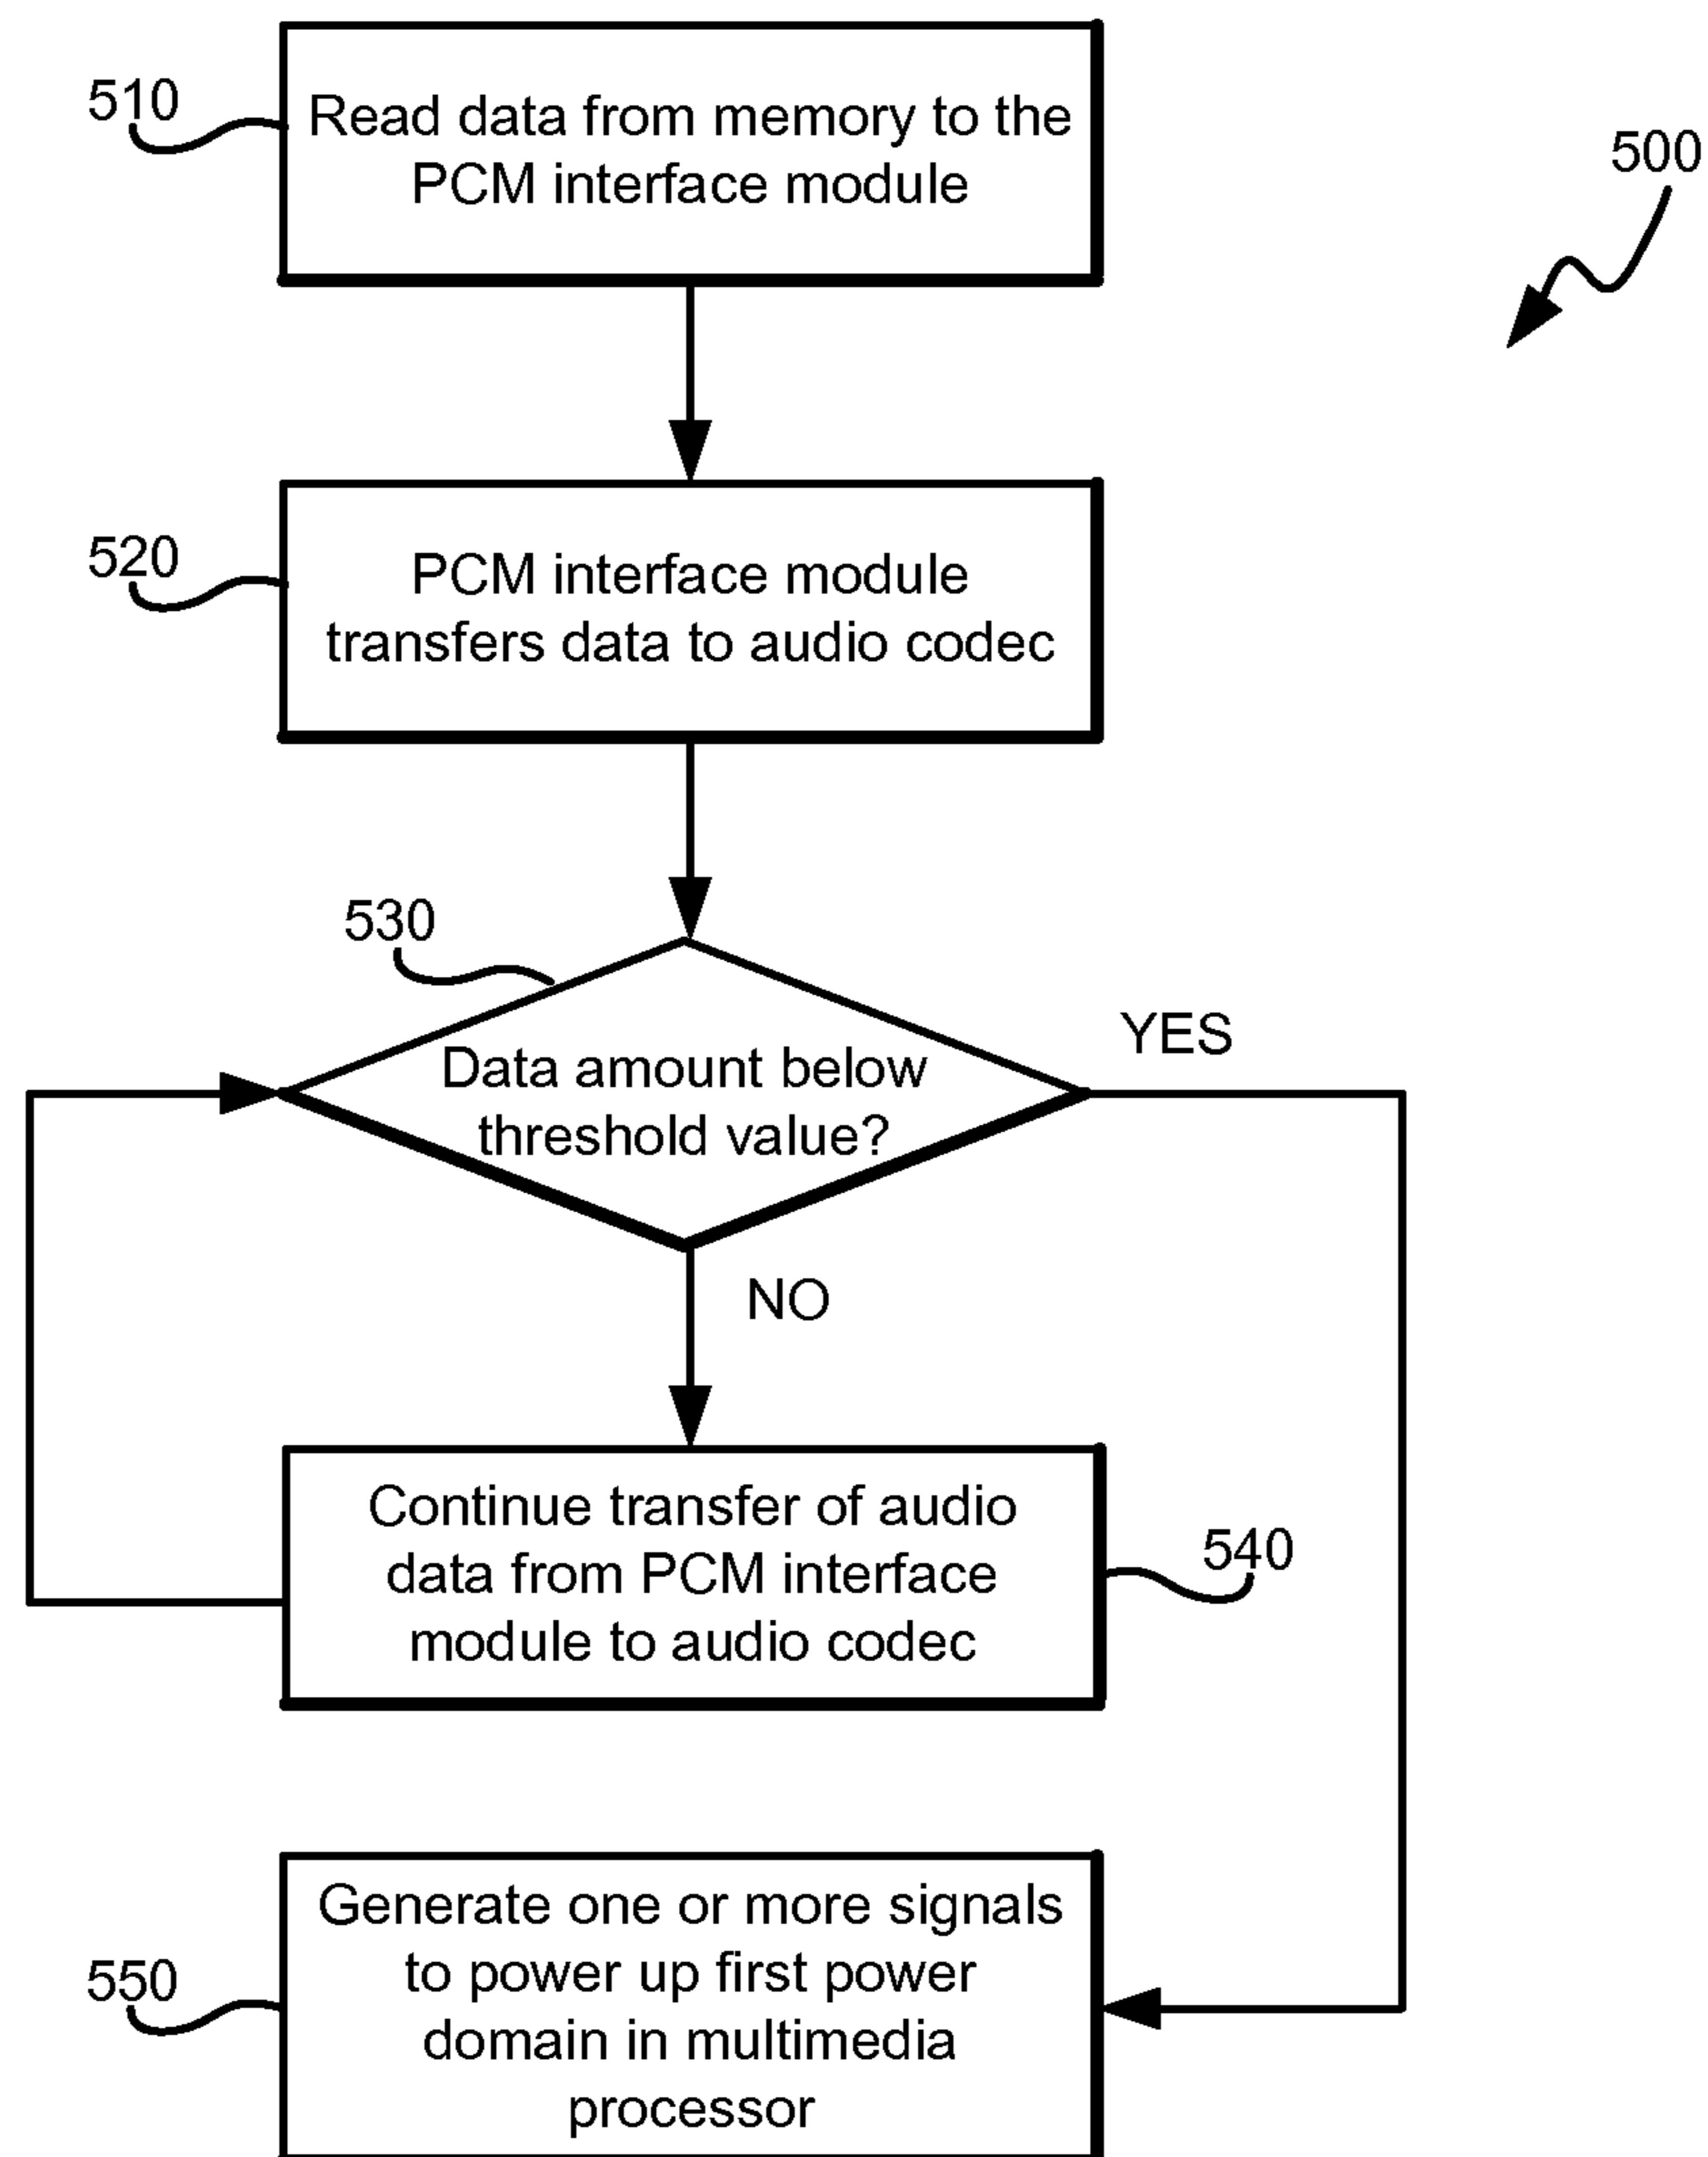 510
Read data from memory to the
PCM interface module
500
520
PCM interface module
transfers data to audio codec
530
Data amount below
threshold value?
YES
NO
Continue transfer of audio
data from PCM interface
module to audio codec
540
550
Generate one or more signals
to power up first power
domain in multimedia
processor